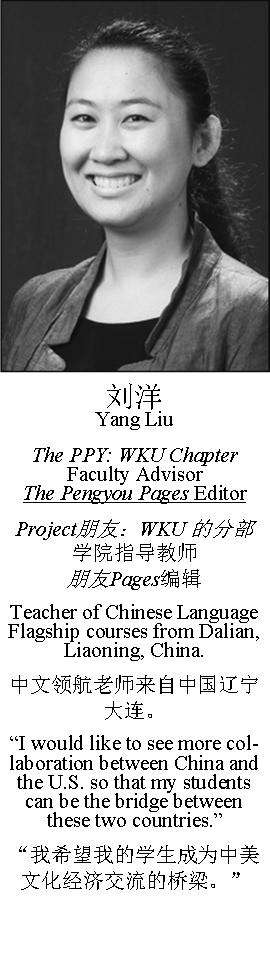 刘洋
Yang Liu
The PPY: WKU Chapter
Faculty Advisor
The Pengyou Pages Editor
Project朋友：WKU 的分部
学院指导教师
朋友Pages编辑
Teacher of Chinese Language
Flagship courses from Dalian,
Liaoning, China.
中文领航老师来自中国辽宁
大连。
“I would like to see more col-
laboration between China and
the U.S. so that my students
can be the bridge between
these two countries.”
“我希望我的学生成为中美
文化经济交流的桥梁。”